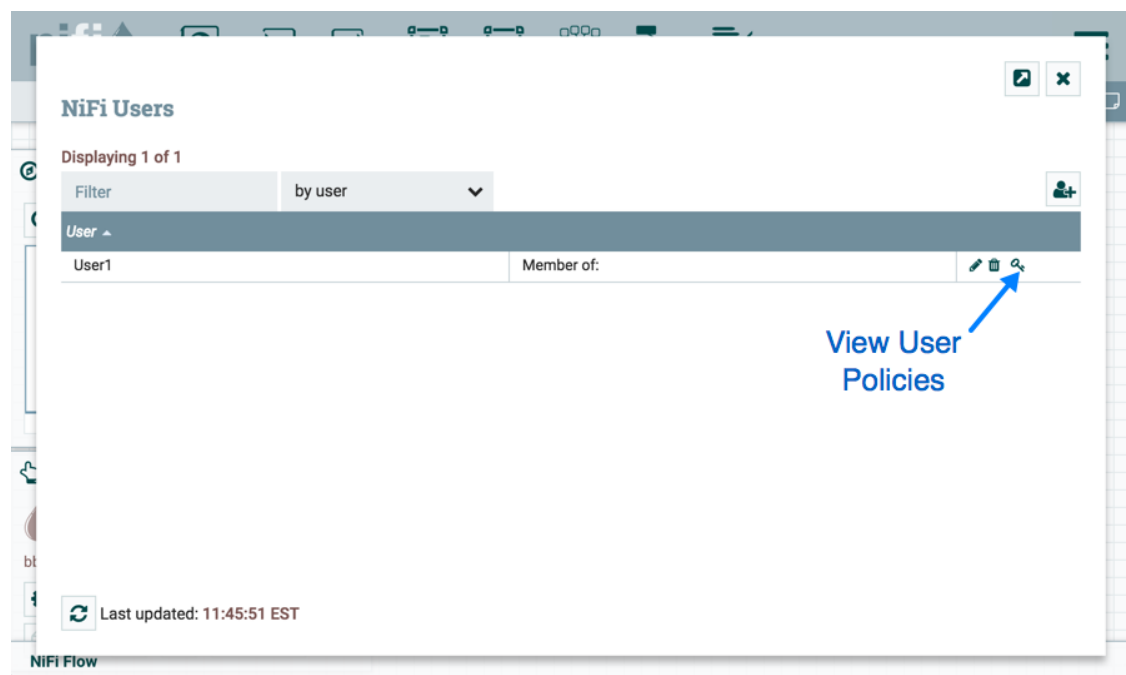 nifi
NiFi Users
Displaying 1 of 1
Filter
by user
User
User1
Member of:
View User
Policies
Last updated: 11:45:51 EST
NiFi Flow